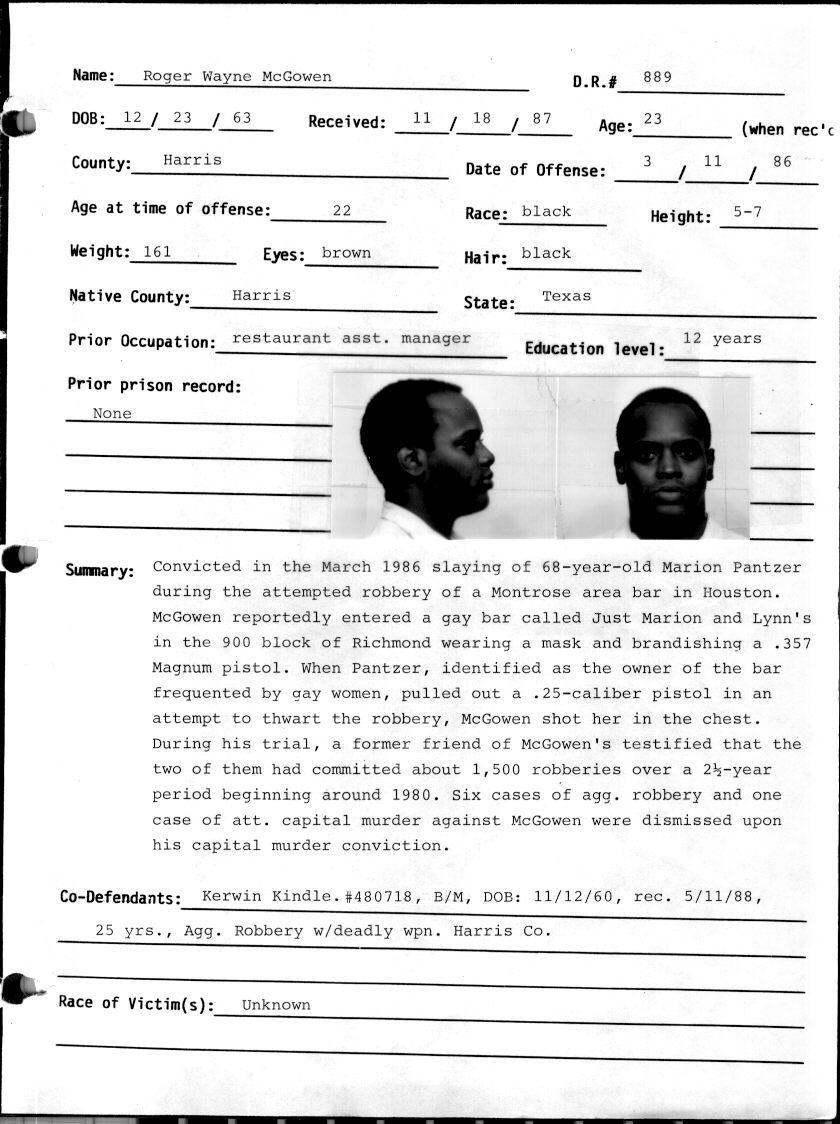 Name: Roger Wayne McGowen D.R.# 889
DOB: 12 / 23 / 63 Received: 11 / 18 / 87 Age: 23 (when rec'd
County: Harris Date of Offense: 3 / 11 / 86
Age at time of offense: 22 Race: black Height: 5-7
Weight: 161 Eyes: brown Hair: black
Native County: Harris State: Texas
Prior Occupation: restaurant asst. manager Education level: 12 years
Prior prison record:
None
Summary: Convicted in the March 1986 slaying of 68-year-old Marion Pantzer
during the attempted robbery of a Montrose area bar in Houston.
McGowen reportedly entered a gay bar called Just Marion and Lynn's
in the 900 block of Richmond wearing a mask and brandishing a .357
Magnum pistol. When Pantzer, identified as the owner of the bar
frequented by gay women, pulled out a .25-caliber pistol in an
attempt to thwart the robbery, McGowen shot her in the chest.
During his trial, a former friend of McGowen's testified that the
two of them had committed about 1,500 robberies over a 2½-year
period beginning around 1980. Six cases of agg. robbery and one
case of att. capital murder against McGowen were dismissed upon
his capital murder conviction.
Co-Defendants: Kerwin Kindle.#480718, B/M, DOB: 11/12/60, rec. 5/11/88,
25 yrs., Agg. Robbery w/deadly wpn. Harris Co.
Race of Victim(s): Unknown